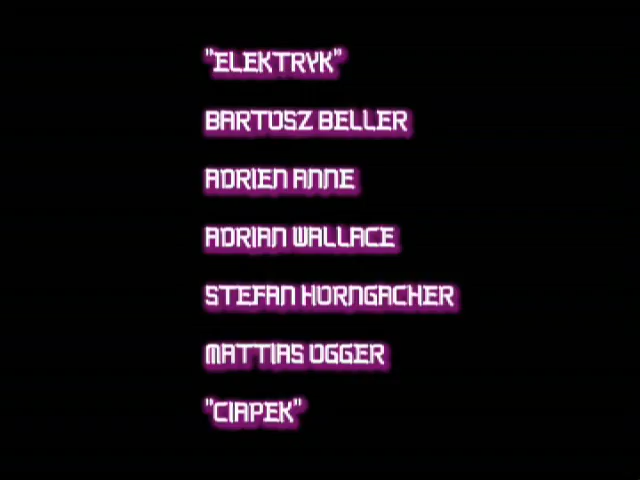 "ELEKTRYK"
BARTOSZ BELLER
ADRIEN ANNE
ADRIAN WALLACE
STEFAN HORNGACHER
MATTIAS OGGER
"CIAPEK"